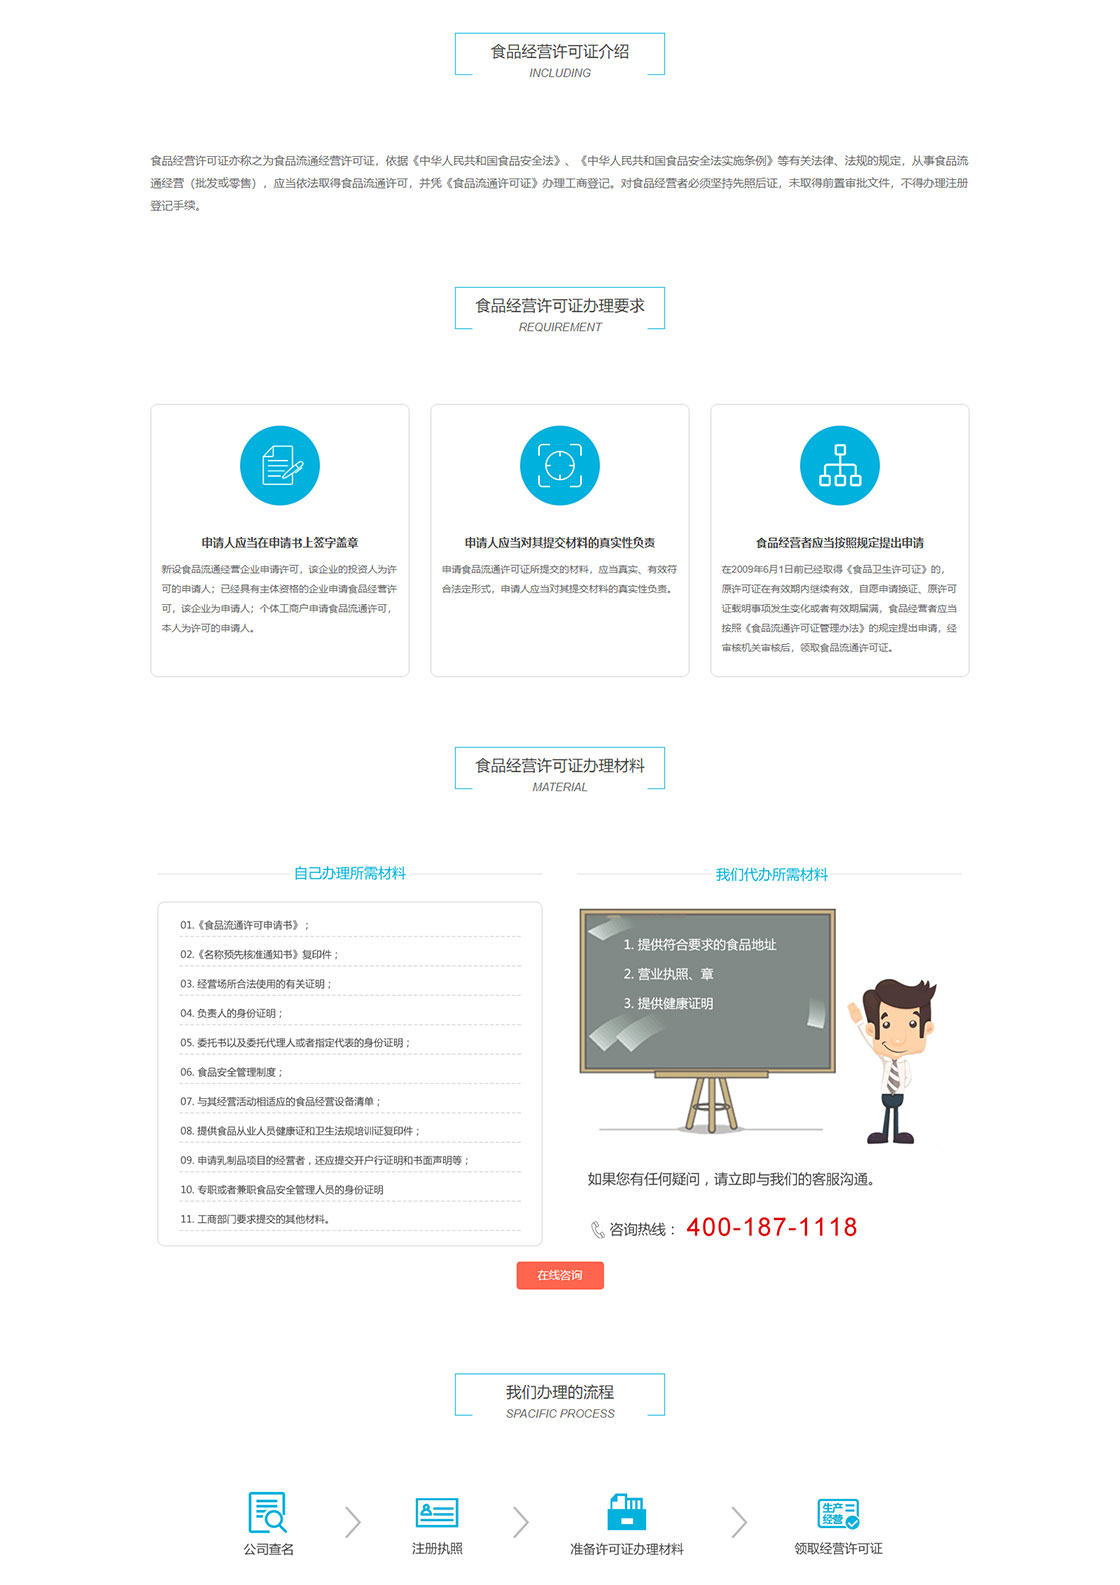 食品经营许可证介绍
INCLUDING
食品经营许可证亦称之为食品流通经营许可证，依据《中华人民共和国食品安全法》、《中华人民共和国食品安全法实施条例》等有关法律、法规的规定，从事食品流
通经营（批发或零售），应当依法取得食品流通许可，并凭《食品流通许可证》办理工商登记。对食品经营者必须坚持先照后证，未取得前置审批文件，不得办理注册
登记手续。
食品经营许可证办理要求
REQUIREMENT
申请人应当在申请书上签字盖章
新设食品流通经营企业申请许可，该企业的投资人为许
可的申请人；已经具有主体资格的企业申请食品经营许
可，该企业为申请人；个体工商户申请食品流通许可，
本人为许可的申请人。
申请人应当对其提交材料的真实性负责
申请食品流通许可证所提交的材料，应当真实、有效符
合法定形式，申请人应当对其提交材料的真实性负责。
食品经营者应当按照规定提出申请
在2009年6月1日前已经取得《食品卫生许可证》的，
原许可证在有效期内继续有效，自愿申请换证、原许可
证载明事项发生变化或者有效期届满，食品经营者应当
按照《食品流通许可证管理办法》的规定提出申请，经
审核机关审核后，领取食品流通许可证。
食品经营许可证办理材料
MATERIAL
自己办理所需材料
01.《食品流通许可申请书》；
02.《名称预先核准通知书》复印件；
03. 经营场所合法使用的有关证明；
04. 负责人的身份证明；
05. 委托书以及委托代理人或者指定代表的身份证明；
06. 食品安全管理制度；
07. 与其经营活动相适应的食品经营设备清单；
08. 提供食品从业人员健康证和卫生法规培训证复印件；
09. 申请乳制品项目的经营者，还应提交开户行证明和书面声明等；
10. 专职或者兼职食品安全管理人员的身份证明
11. 工商部门要求提交的其他材料。
我们代办所需材料
1. 提供符合要求的食品地址
2. 营业执照、章
3. 提供健康证明
如果您有任何疑问，请立即与我们的客服沟通。
咨询热线： 400-187-1118
在线咨询
我们办理的流程
SPACIFIC PROCESS
生产
经营
公司查名
注册执照
准备许可证办理材料
领取经营许可证